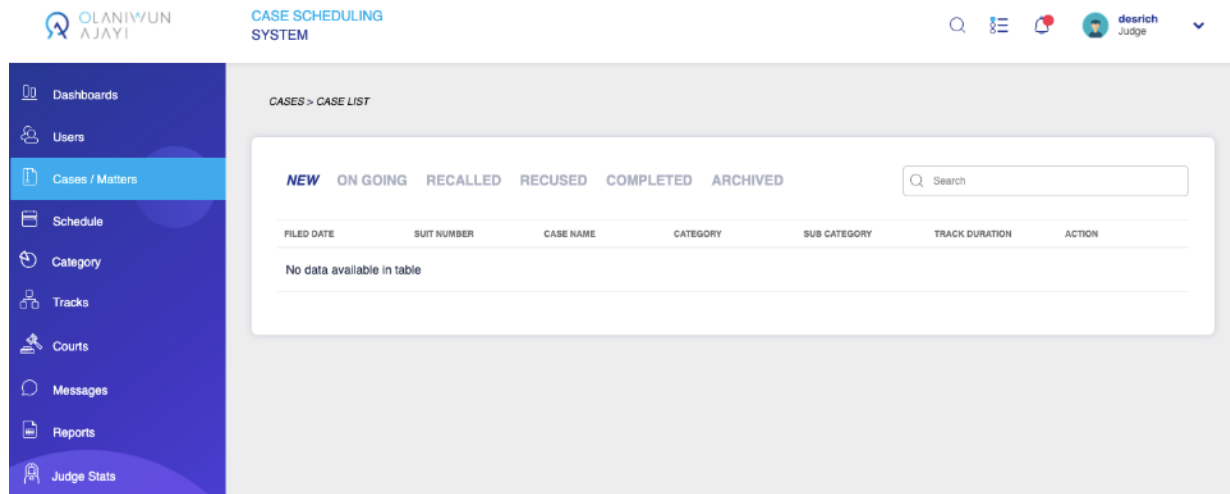 OLANIWUN
AJAYI
CASE SCHEDULING
SYSTEM
desrich
Judge
Dashboards
Users
Cases / Matters
Schedule
Category
Tracks
Courts
Messages
Reports
Judge Stats
CASES > CASE LIST
NEW ON GOING RECALLED RECUSED COMPLETED ARCHIVED
Search
FILED DATE SUIT NUMBER CASE NAME CATEGORY SUB CATEGORY TRACK DURATION ACTION
No data available in table